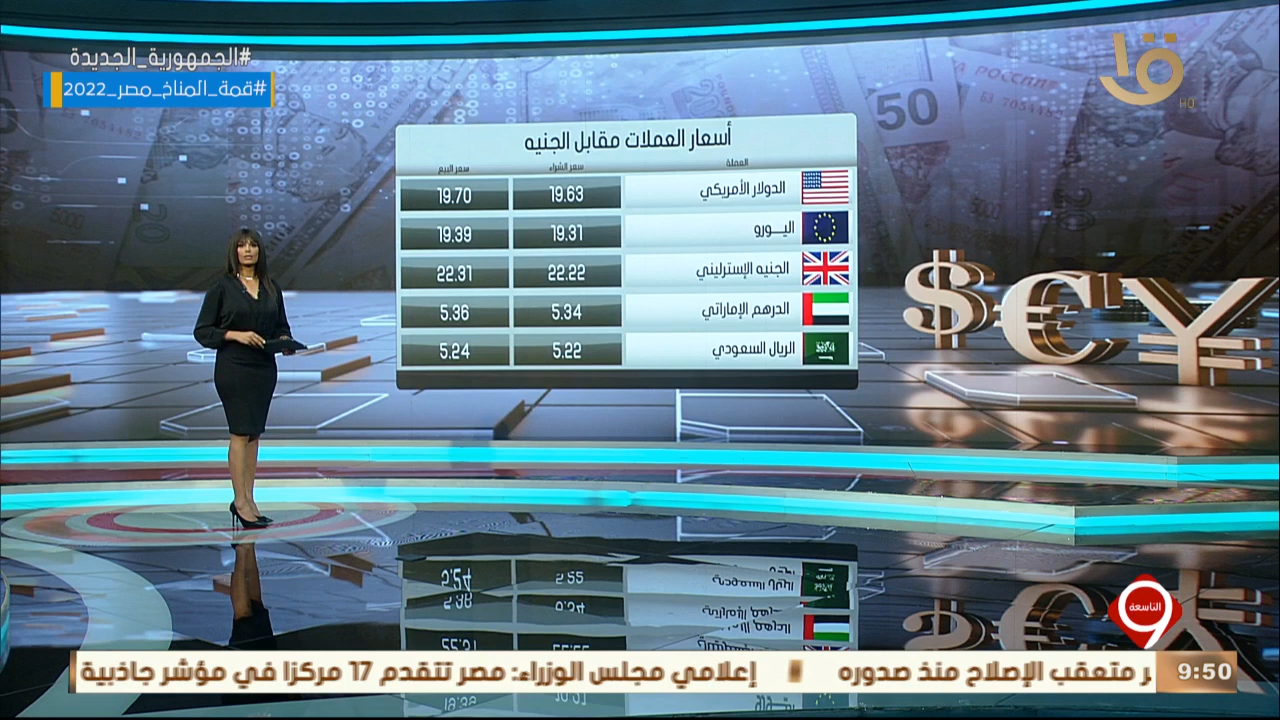 #الجمهورية_الجديدة
#قمة_المناخ_مصر_2022
HD
50
أسعار العملات مقابل الجنيه
العملة سعر الشراء سعر البيع
الدولار الأمريكي 19.63 19.70
اليـــورو 19.31 19.39
الجنيه الإسترليني 22.22 22.31
الدرهم الإماراتي 5.34 5.36
الريال السعودي 5.22 5.24
$ € ¥
التاسعة
9
9:50
ر متعقب الإصلاح منذ صدوره إعلامي مجلس الوزراء: مصر تتقدم 17 مركزا في مؤشر جاذبية